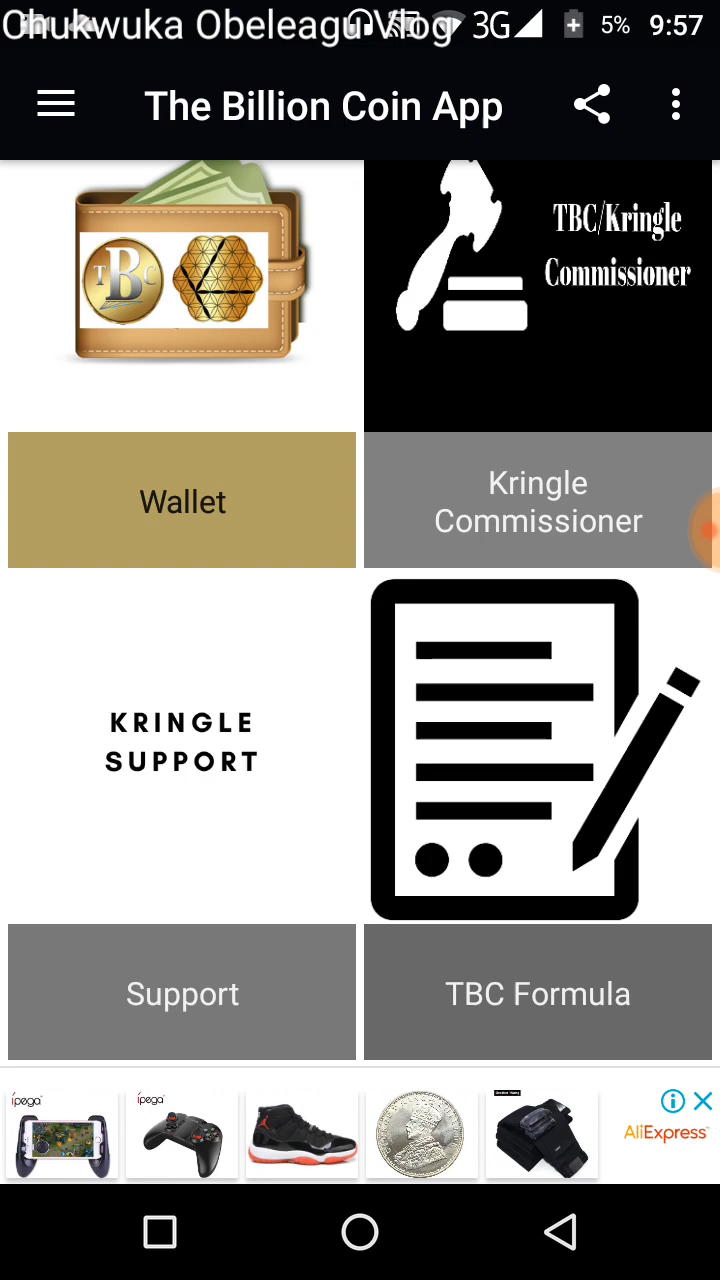 Chukwuka Obeleagu Vlog
3G
5%
9:57
The Billion Coin App
TBC
TBC/Kringle
Commissioner
Wallet
Kringle
Commissioner
KRINGLE
SUPPORT
Support
TBC Formula
ipega
ipega
AliExpress